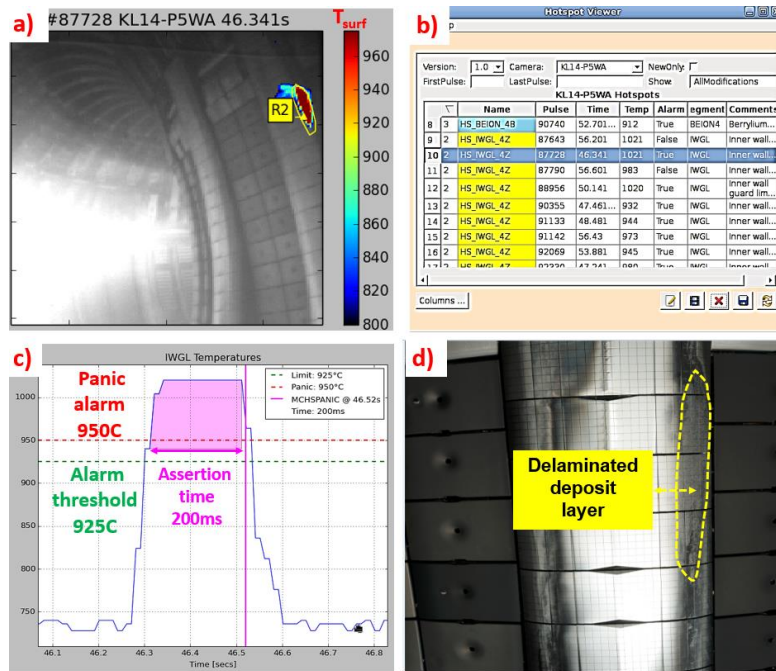 a)
#87728 KL14-P5WA 46.341s
T_surf
R2
960
940
920
900
880
860
840
820
800
b)
Hotspot Viewer
Version: 1.0 Camera: KL14-P5WA NewOnly:
FirstPulse: LastPulse: Show: AllModifications
KL14-P5WA Hotspots
Name Pulse Time Temp Alarm egment Comments
8 3 HS_BEION_4B 90740 52.701... 912 True BEION4 Berrylium...
9 2 HS_IWGL_4Z 87643 56.201 1021 False IWGL Inner wall...
10 2 HS_IWGL_4Z 87728 46.341 1021 True IWGL Inner wall...
11 2 HS_IWGL_4Z 87790 56.601 983 False IWGL Inner wall...
12 2 HS_IWGL_4Z 88956 50.141 1020 True IWGL Inner wall
guard lim...
13 2 HS_IWGL_4Z 90355 47.461... 932 True IWGL Inner wall...
14 2 HS_IWGL_4Z 91133 48.481 944 True IWGL Inner wall...
15 2 HS_IWGL_4Z 91142 56.43 973 True IWGL Inner wall...
16 2 HS_IWGL_4Z 92069 53.881 945 True IWGL Inner wall...
Columns ...
c)
IWGL Temperatures
Limit: 925°C
Panic: 950°C
MCHSPANIC @ 46.52s
Time: 200ms
Panic
alarm
950C
Alarm
threshold
925C
Assertion
time
200ms
1000
950
900
850
800
750
46.1 46.2 46.3 46.4 46.5 46.6 46.7 46.8
Time [secs]
d)
Delaminated
deposit
layer